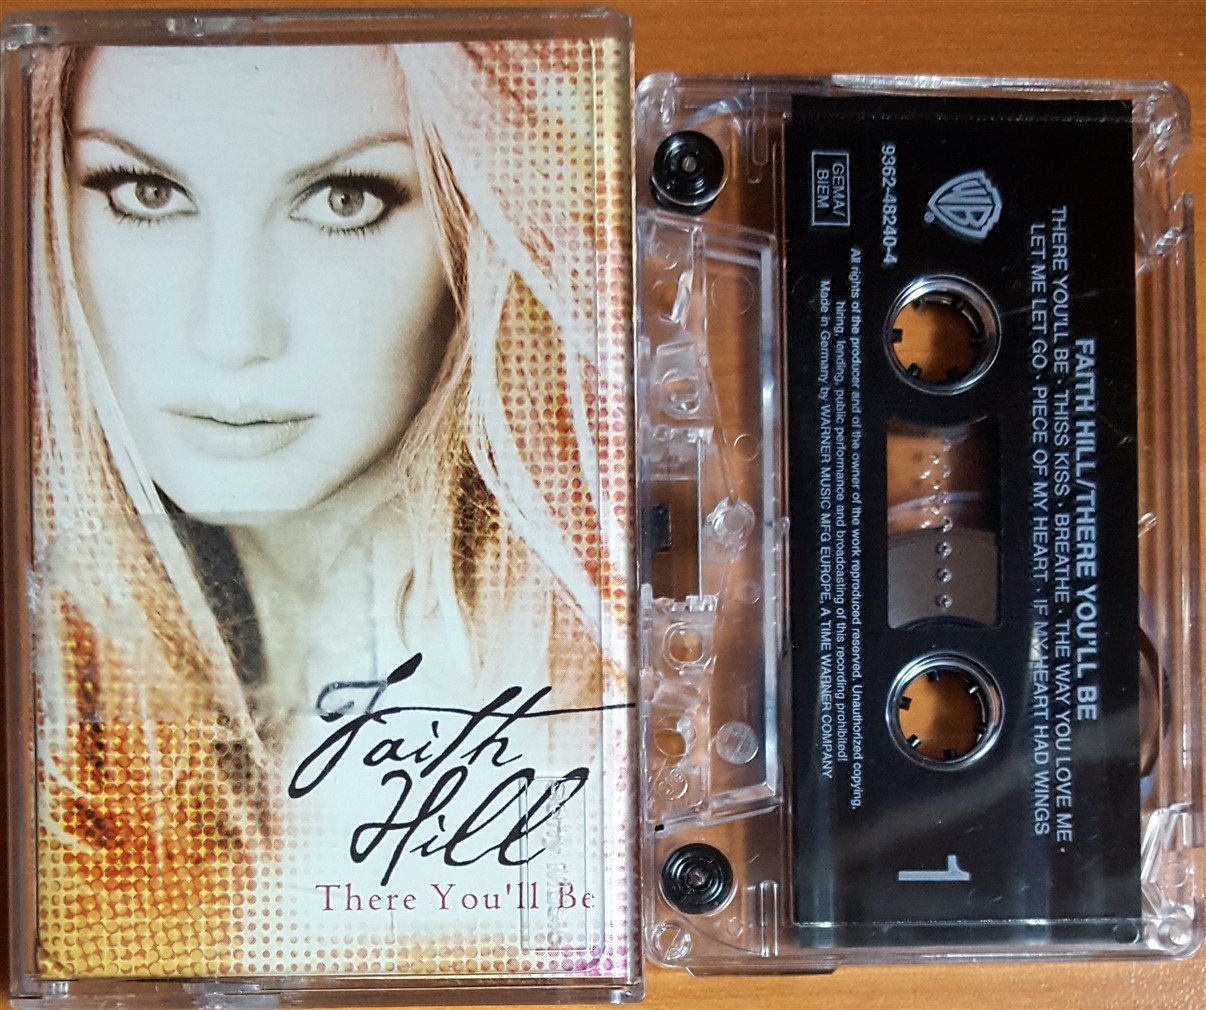 Faith
Hill
There You'll Be
FAITH HILL/THERE YOU'LL BE
THERE YOU'LL BE · THISS KISS · BREATHE · THE WAY YOU LOVE ME ·
LET ME LET GO · PIECE OF MY HEART · IF MY HEART HAD WINGS
WB
®
1
9362-48240-4
GEMA/
BIEM
All rights of the producer and of the owner of the work reproduced reserved. Unauthorized copying,
hiring, lending, public performance and broadcasting of this recording prohibited!
Made in Germany by WARNER MUSIC MFG EUROPE, A TIME WARNER COMPANY